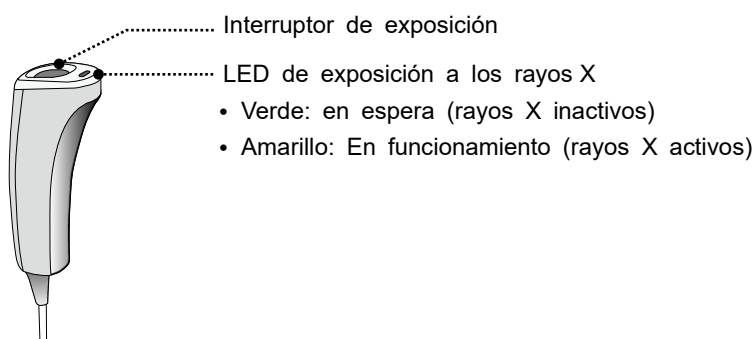 Interruptor de exposición
LED de exposición a los rayos X
• Verde: en espera (rayos X inactivos)
• Amarillo: En funcionamiento (rayos X activos)